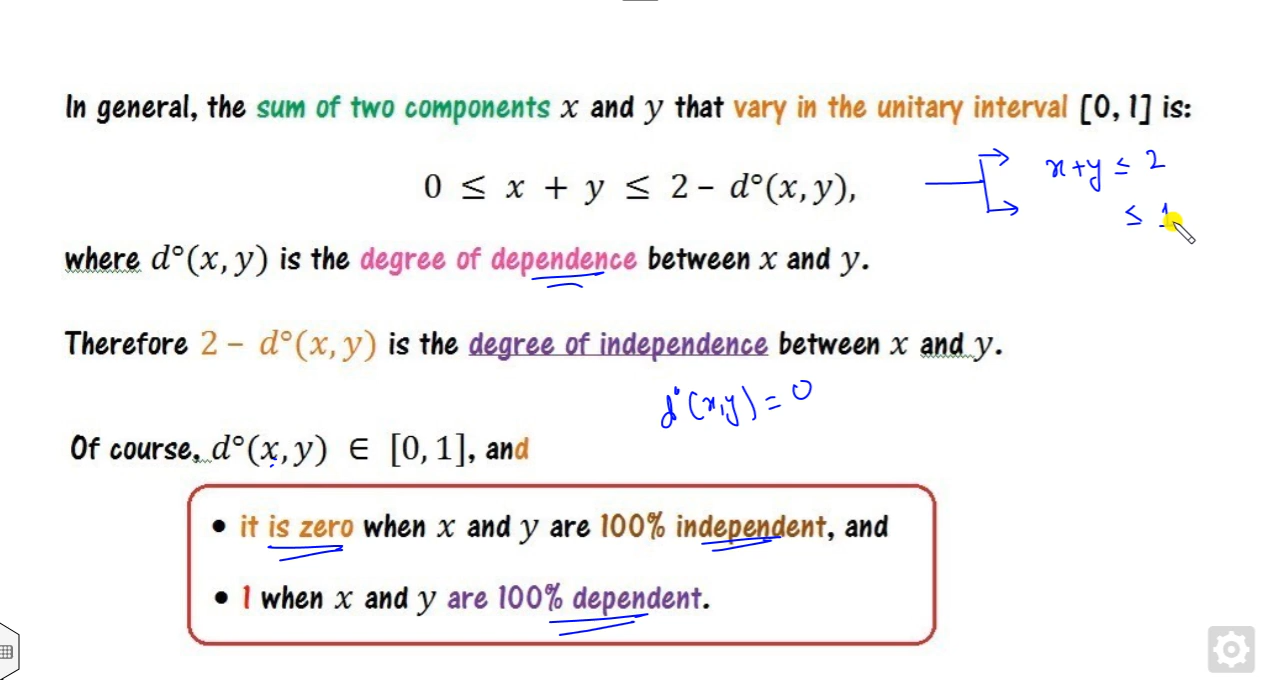 In general, the sum of two components x and y that vary in the unitary interval [0, 1] is:
0 ≤ x + y ≤ 2 − d°(x, y),
x+y ≤ 2
≤ 1
where d°(x, y) is the degree of dependence between x and y.
Therefore 2 − d°(x, y) is the degree of independence between x and y.
d°(x,y) = 0
Of course, d°(x, y) ∈ [0, 1], and
• it is zero when x and y are 100% independent, and
• 1 when x and y are 100% dependent.